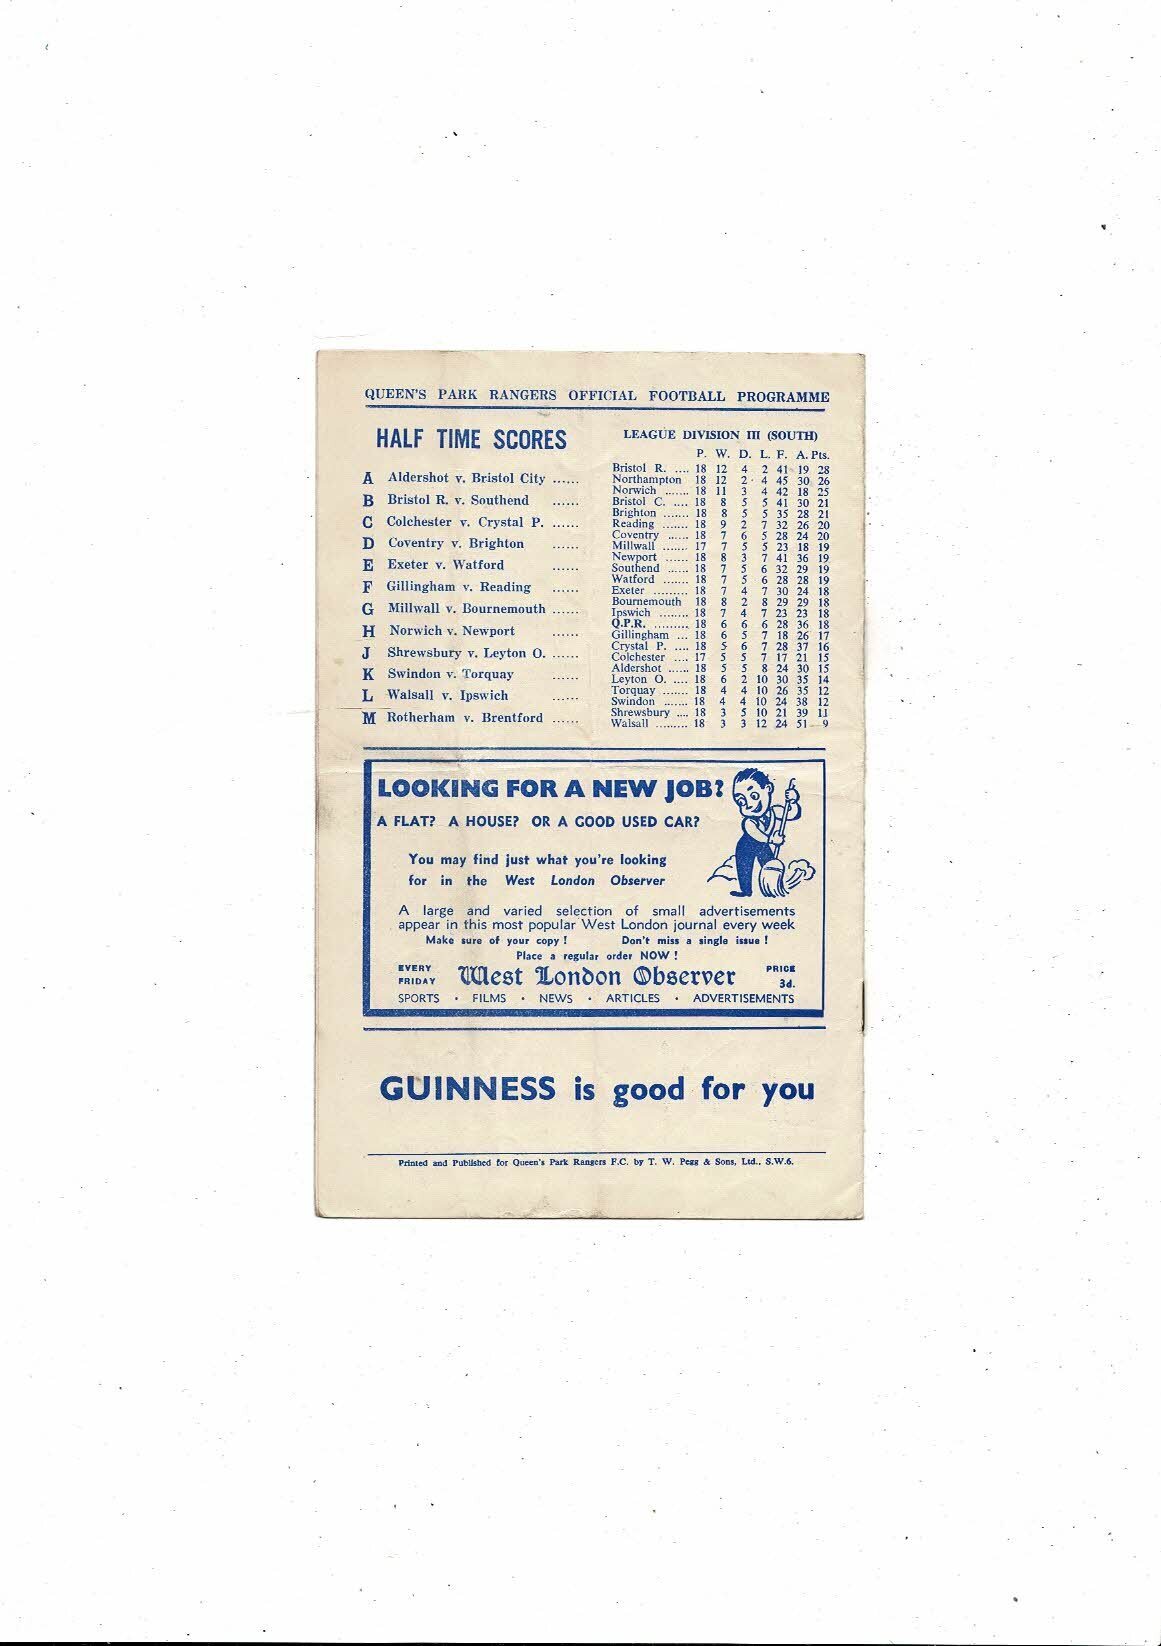 QUEEN'S PARK RANGERS OFFICIAL FOOTBALL PROGRAMME
HALF TIME SCORES
A Aldershot v. Bristol City ......
B Bristol R. v. Southend ......
C Colchester v. Crystal P. ......
D Coventry v. Brighton ......
E Exeter v. Watford ......
F Gillingham v. Reading ......
G Millwall v. Bournemouth ......
H Norwich v. Newport ......
J Shrewsbury v. Leyton O. ......
K Swindon v. Torquay ......
L Walsall v. Ipswich ......
M Rotherham v. Brentford ......
LEAGUE DIVISION III (SOUTH)
P. W. D. L. F. A. Pts.
Bristol R. .... 18 12 4 2 41 19 28
Northampton 18 12 2 4 45 30 26
Norwich ....... 18 11 3 4 42 18 25
Bristol C. .... 18 8 5 5 41 30 21
Brighton ....... 18 8 5 5 35 28 21
Reading ....... 18 9 2 7 32 26 20
Coventry ...... 18 7 6 5 28 24 20
Millwall ....... 17 7 5 5 23 18 19
Newport ...... 18 8 3 7 41 36 19
Southend ...... 18 7 5 6 32 29 19
Watford ....... 18 7 5 6 28 28 19
Exeter ......... 18 7 4 7 30 24 18
Bournemouth 18 8 2 8 29 29 18
Ipswich ........ 18 7 4 7 23 23 18
Q.P.R. ......... 18 6 6 6 28 36 18
Gillingham ... 18 6 5 7 18 26 17
Crystal P. .... 18 5 6 7 28 37 16
Colchester .... 17 5 5 7 17 21 15
Aldershot ...... 18 5 5 8 24 30 15
Leyton O. .... 18 6 2 10 30 35 14
Torquay ....... 18 4 4 10 26 35 12
Swindon ...... 18 4 4 10 24 38 12
Shrewsbury .... 18 3 5 10 21 39 11
Walsall ........ 18 3 3 12 24 51 9
LOOKING FOR A NEW JOB?
A FLAT? A HOUSE? OR A GOOD USED CAR?
You may find just what you're looking
for in the West London Observer
A large and varied selection of small advertisements
appear in this most popular West London journal every week
Make sure of your copy! Don't miss a single issue!
Place a regular order NOW!
EVERY FRIDAY West London Observer PRICE 3d.
SPORTS · FILMS · NEWS · ARTICLES · ADVERTISEMENTS
GUINNESS is good for you
Printed and Published for Queen's Park Rangers F.C. by T. W. Pegg & Sons, Ltd., S.W.6.